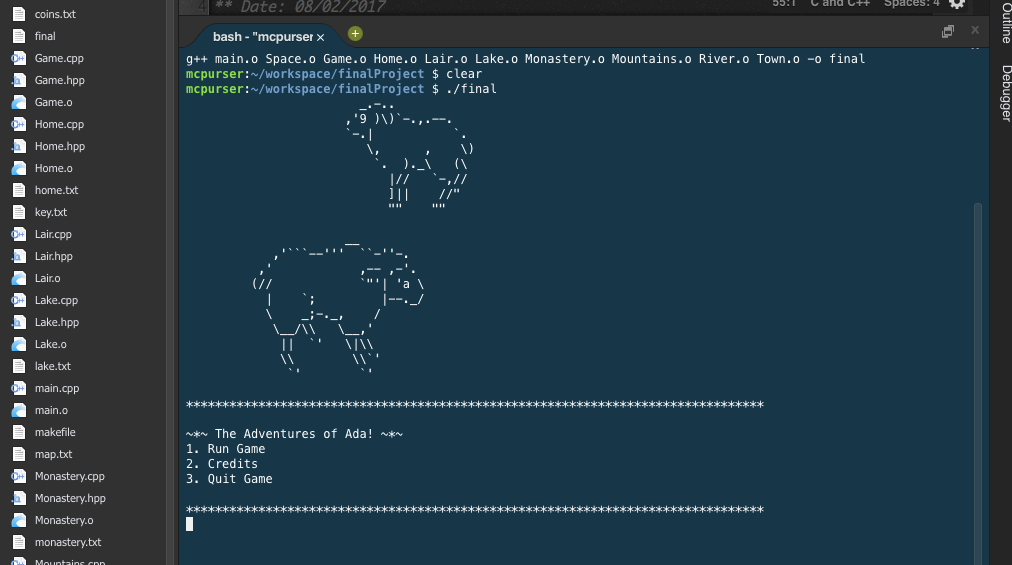 coins.txt
final
Game.cpp
Game.hpp
Game.o
Home.cpp
Home.hpp
Home.o
home.txt
key.txt
Lair.cpp
Lair.hpp
Lair.o
Lake.cpp
Lake.hpp
Lake.o
lake.txt
main.cpp
main.o
makefile
map.txt
Monastery.cpp
Monastery.hpp
Monastery.o
monastery.txt
Mountains.cpp
4 ** Date: 08/02/2017
55:1 C and C++ Spaces: 4
bash - "mcpurser ×
g++ main.o Space.o Game.o Home.o Lair.o Lake.o Monastery.o Mountains.o River.o Town.o -o final
mcpurser:~/workspace/finalProject $ clear
mcpurser:~/workspace/finalProject $ ./final
********************************************************************************
~*~ The Adventures of Ada! ~*~
1. Run Game
2. Credits
3. Quit Game
********************************************************************************
Outline
Debugger